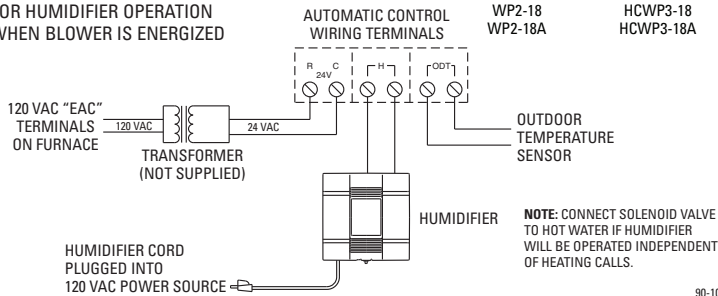 OR HUMIDIFIER OPERATION
WHEN BLOWER IS ENERGIZED
AUTOMATIC CONTROL
WIRING TERMINALS
WP2-18
WP2-18A
HCWP3-18
HCWP3-18A
R C
24V
H
ODT
120 VAC “EAC”
TERMINALS
ON FURNACE
120 VAC
24 VAC
TRANSFORMER
(NOT SUPPLIED)
OUTDOOR
TEMPERATURE
SENSOR
HUMIDIFIER
NOTE: CONNECT SOLENOID VALVE
TO HOT WATER IF HUMIDIFIER
WILL BE OPERATED INDEPENDENT
OF HEATING CALLS.
HUMIDIFIER CORD
PLUGGED INTO
120 VAC POWER SOURCE